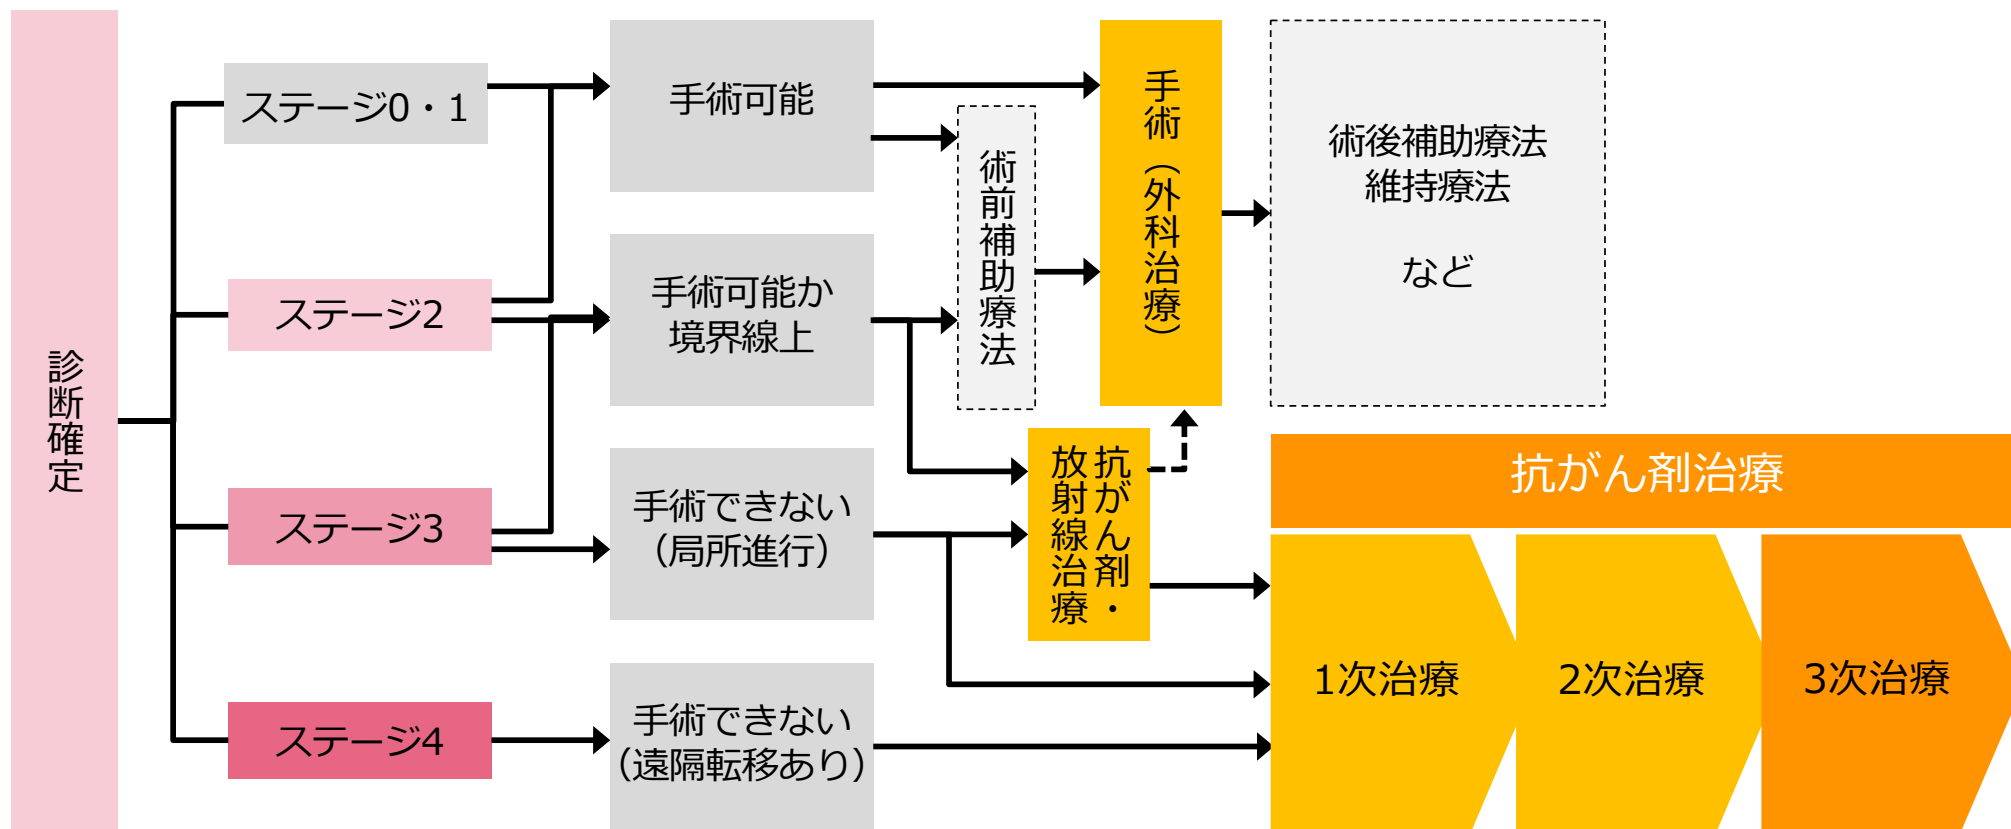 診断確定
ステージ0・1
ステージ2
ステージ3
ステージ4
手術可能
手術可能か
境界線上
手術できない
（局所進行）
手術できない
（遠隔転移あり）
術前補助療法
手術（外科治療）
抗がん剤・
放射線治療
術後補助療法
維持療法
など
抗がん剤治療
1次治療
2次治療
3次治療